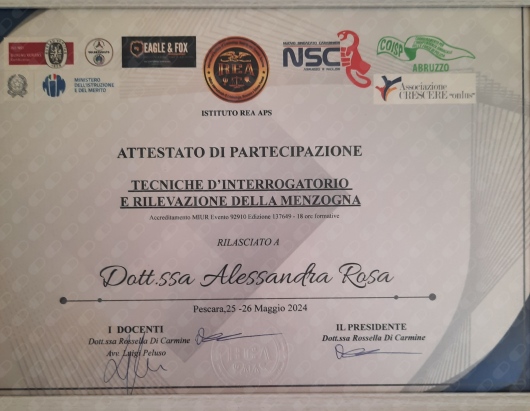 EAGLE & FOX
REA
NSC
COISP
ABRUZZO
MINISTERO
DELL'ISTRUZIONE
E DEL MERITO
Associazione
CRESCERE "onlus"
ISTITUTO REA APS
ATTESTATO DI PARTECIPAZIONE
TECNICHE D'INTERROGATORIO
E RILEVAZIONE DELLA MENZOGNA
Accreditamento MIUR Evento 92910 Edizione 137649 - 18 ore formative
RILASCIATO A
Dott.ssa Alessandra Rosa
Pescara,25 -26 Maggio 2024
I DOCENTI
Dott.ssa Rossella Di Carmine
Avv. Luigi Peluso
IL PRESIDENTE
Dott.ssa Rossella Di Carmine